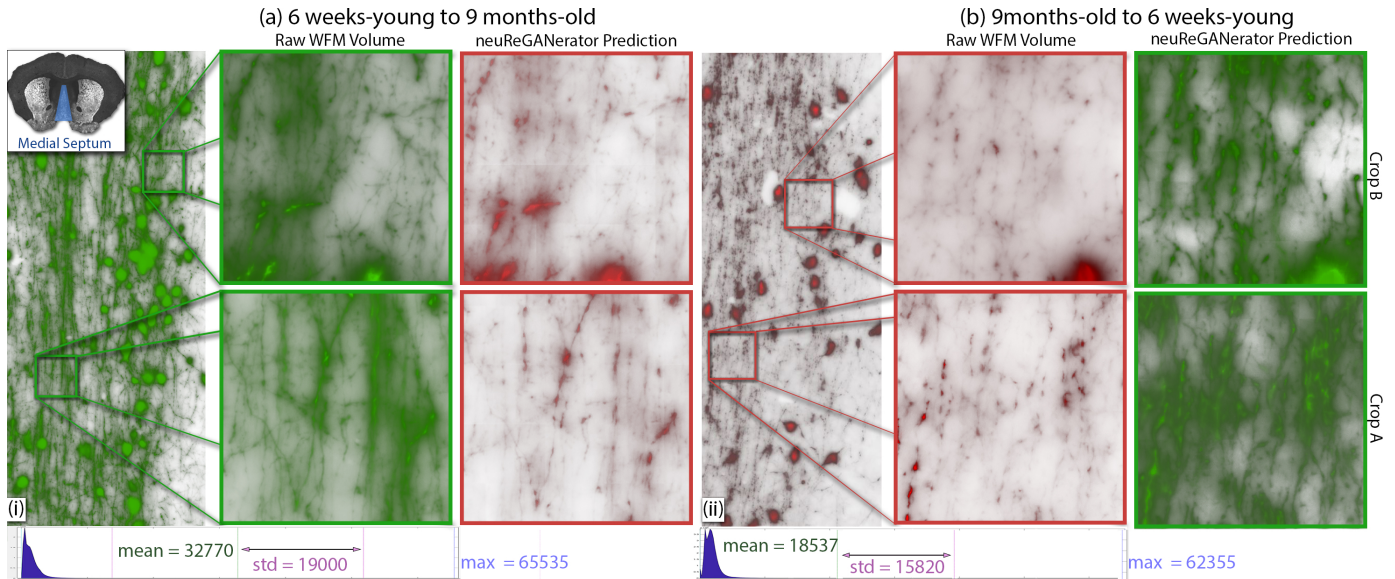 (a) 6 weeks-young to 9 months-old
Raw WFM Volume
neuReGANerator Prediction
Medial Septum
(i)
mean = 32770
std = 19000
max = 65535
(b) 9months-old to 6 weeks-young
Raw WFM Volume
neuReGANerator Prediction
Crop B
Crop A
(ii)
mean = 18537
std = 15820
max = 62355